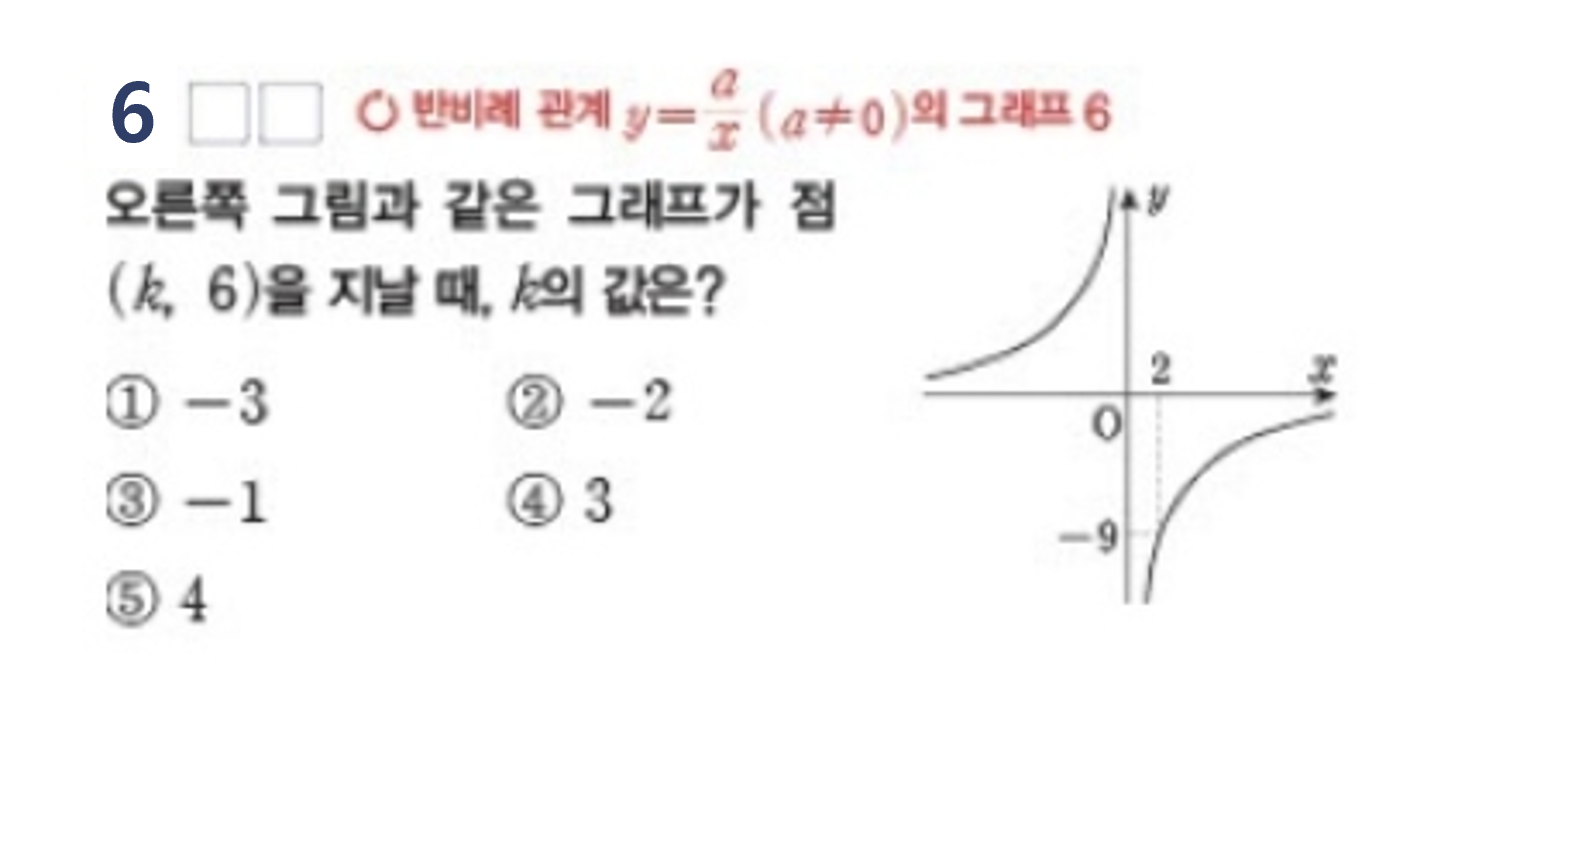 6 반비례 관계 y=a/x (a≠0)의 그래프 6
오른쪽 그림과 같은 그래프가 점
(k, 6)을 지날 때, k의 값은?
① −3 ② −2
③ −1 ④ 3
⑤ 4
y
2 x
O
−9